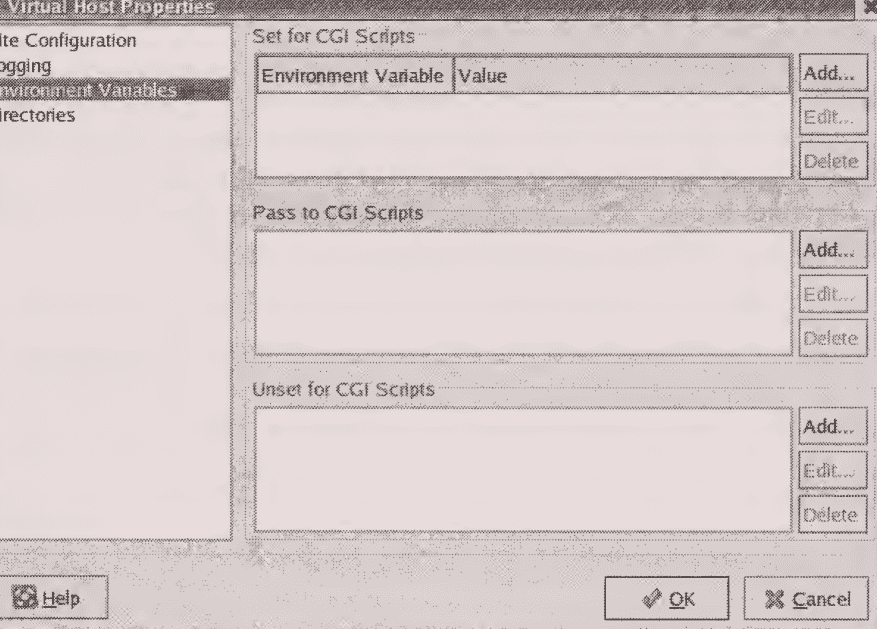 Virtual Host Properties
ite Configuration
ogging
nvironment Variables
irectories
Set for CGI Scripts
Environment Variable Value
Add...
Edit...
Delete
Pass to CGI Scripts
Add...
Edit...
Delete
Unset for CGI Scripts
Add...
Edit...
Delete
Help
OK
Cancel